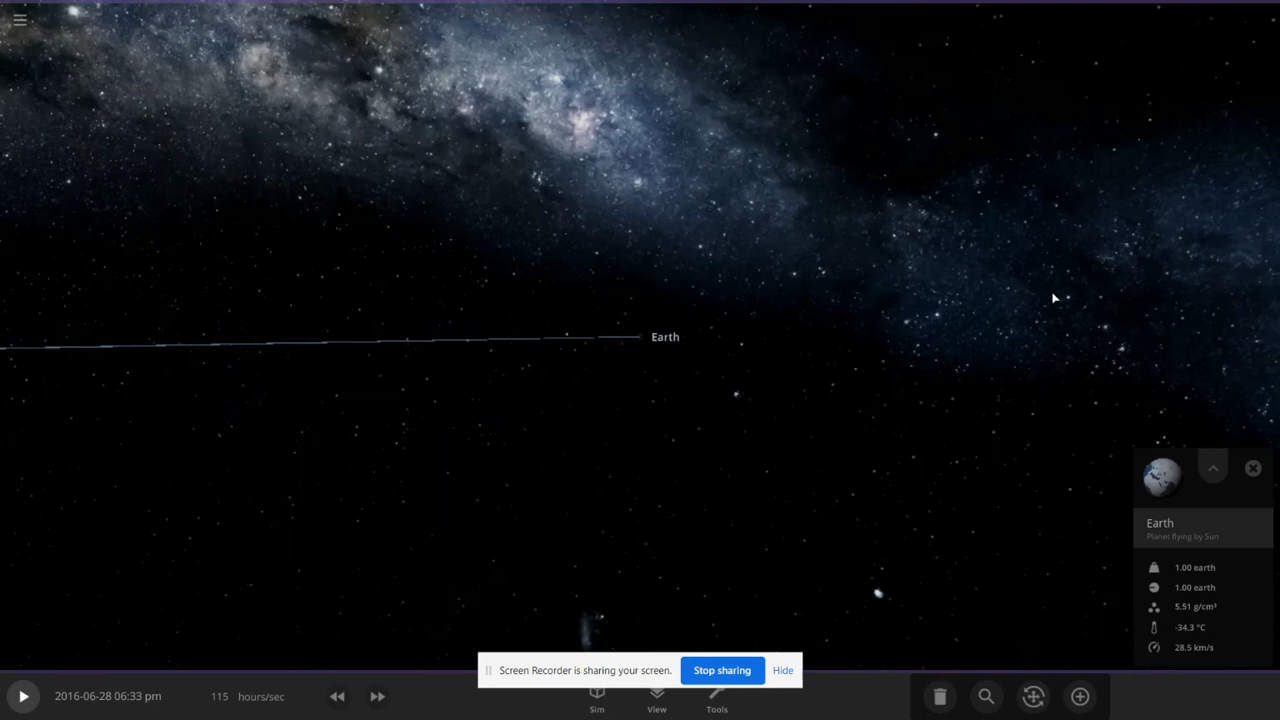 Earth
Earth
Planet flying by Sun
1.00 earth
1.00 earth
5.51 g/cm³
-34.3 °C
28.5 km/s
Screen Recorder is sharing your screen. Stop sharing Hide
2016-06-28 06:33 pm 115 hours/sec
Sim View Tools